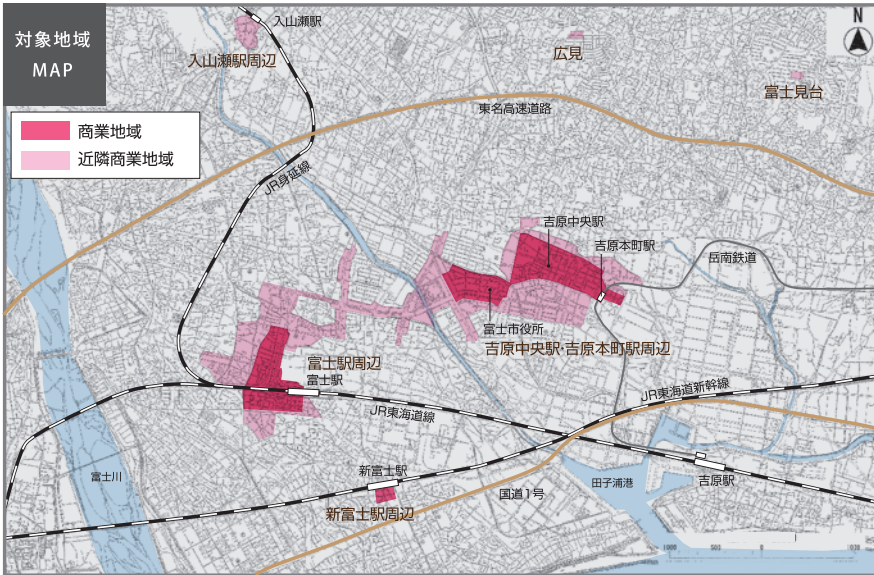 対象地域
MAP
商業地域
近隣商業地域
入山瀬駅
入山瀬駅周辺
広見
富士見台
N
東名高速道路
JR身延線
吉原中央駅
吉原本町駅
岳南鉄道
富士市役所
吉原中央駅・吉原本町駅周辺
富士駅周辺
富士駅
JR東海道線
JR東海道新幹線
富士川
新富士駅
新富士駅周辺
国道1号
田子浦港
吉原駅
1000 500 0 1000